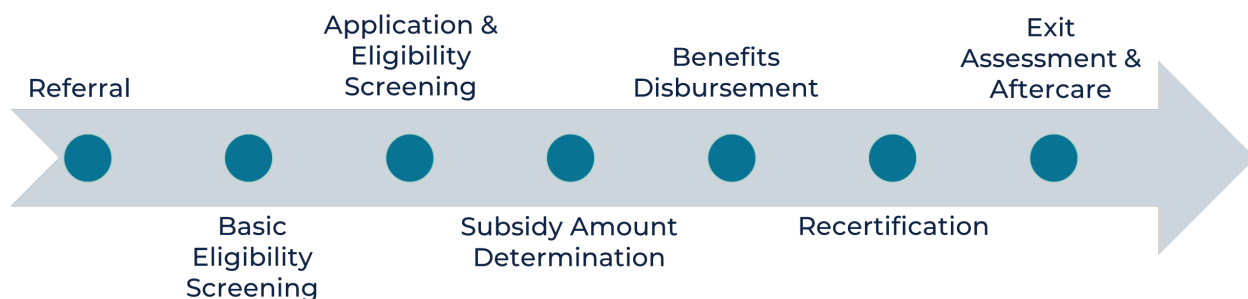 Referral
Basic
Eligibility
Screening
Application &
Eligibility
Screening
Subsidy Amount
Determination
Benefits
Disbursement
Recertification
Exit
Assessment &
Aftercare